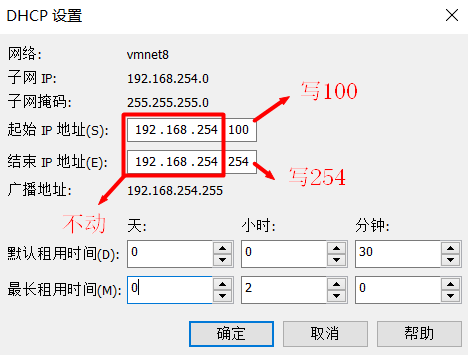 DHCP 设置
网络: vmnet8
子网 IP: 192.168.254.0
子网掩码: 255.255.255.0
起始 IP 地址(S): 192 . 168 . 254 100 写100
结束 IP 地址(E): 192 . 168 . 254 254 写254
广播地址: 192.168.254.255
不动 天: 小时: 分钟:
默认租用时间(D): 0 0 30
最长租用时间(M): 0 2 0
确定 取消 帮助